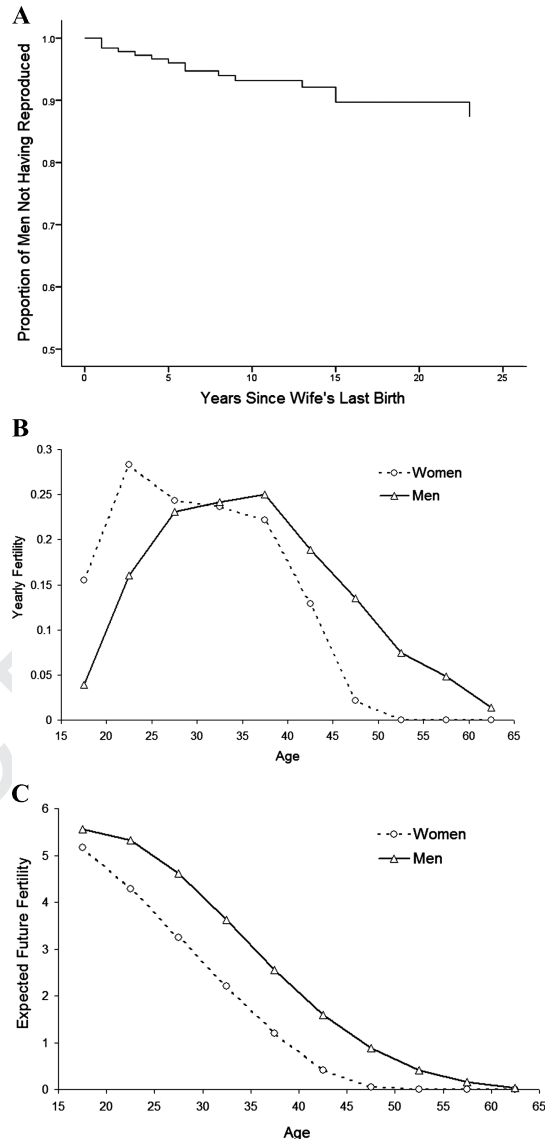 A
Proportion of Men Not Having Reproduced
1.0
0.9
0.8
0.7
0.6
0.5
0 5 10 15 20 25
Years Since Wife's Last Birth
B
Yearly Fertility
0.3
0.25
0.2
0.15
0.1
0.05
0
Women
Men
15 20 25 30 35 40 45 50 55 60 65
Age
C
Expected Future Fertility
6
5
4
3
2
1
0
Women
Men
15 20 25 30 35 40 45 50 55 60 65
Age